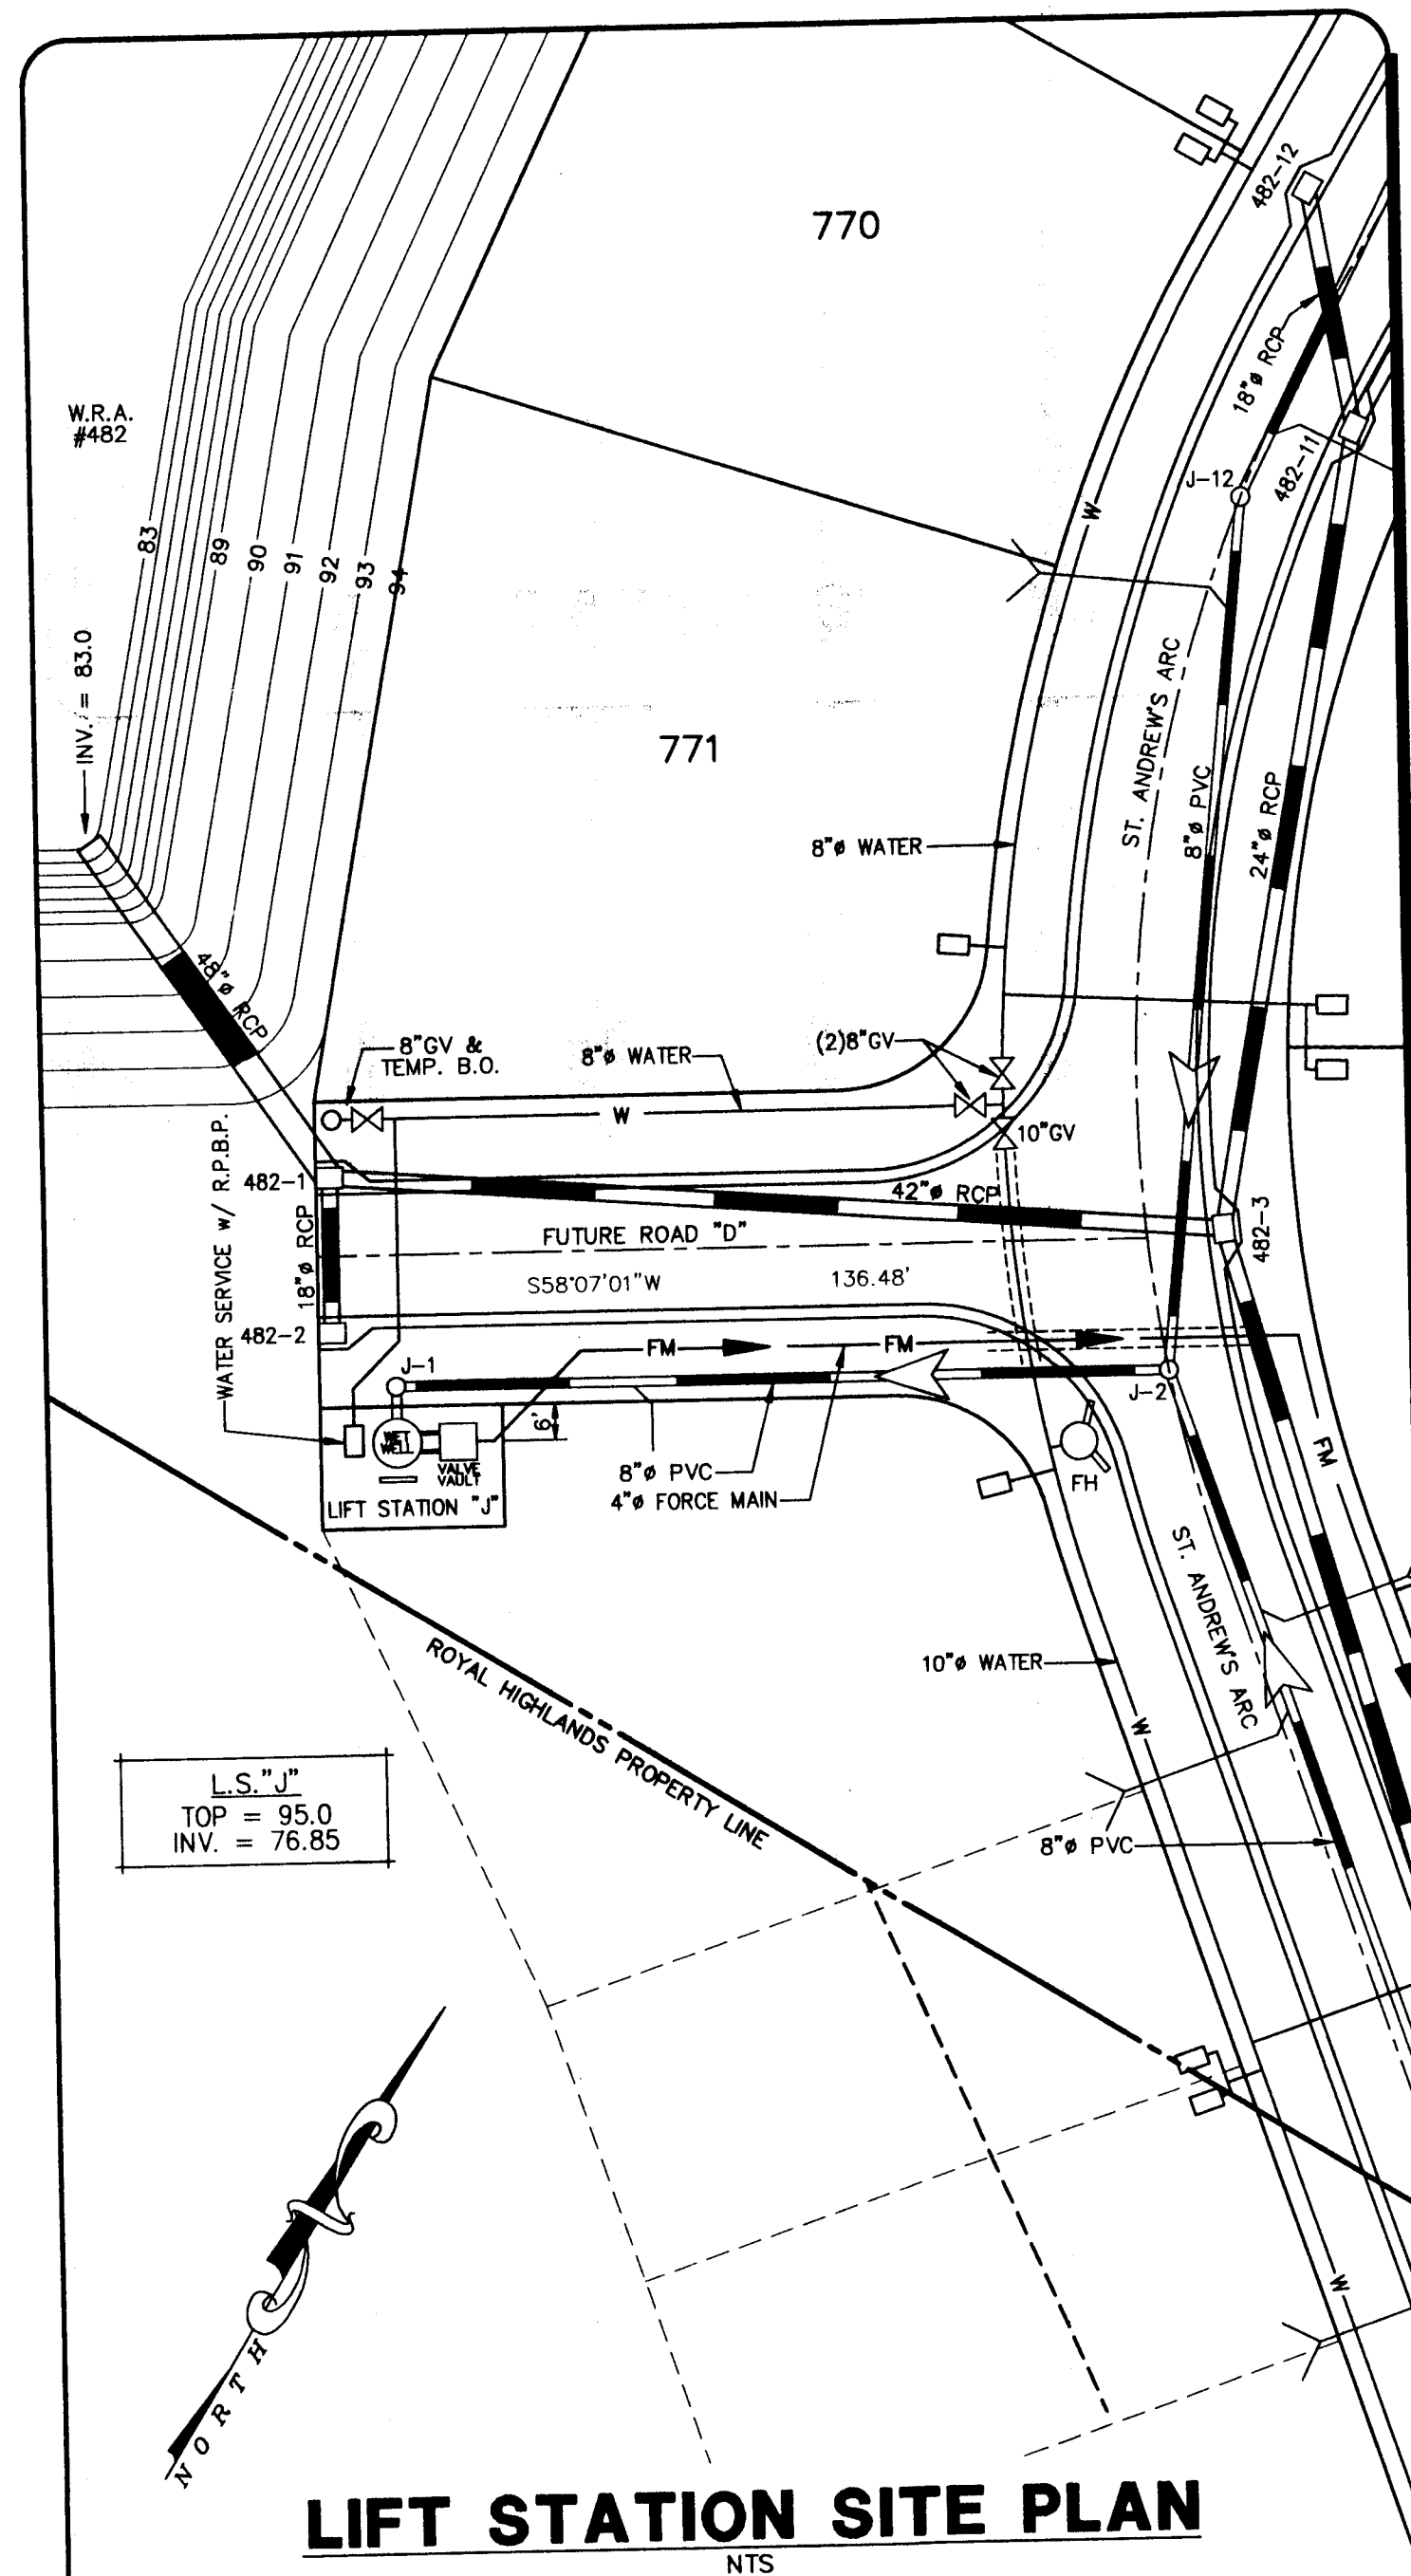 770
482-12
18"ø RCP
W.R.A.
#482
482-11
J-12
W
83
89
90
91
92
93
94
INV. = 83.0
ST. ANDREW'S ARC
771
8"ø PVC
24"ø RCP
8"ø WATER
48"ø RCP
8"GV &
TEMP. B.O.
8"ø WATER
(2)8"GV
W
10"GV
WATER SERVICE w/ R.P.B.P.
482-1
42"ø RCP
482-3
18"ø RCP
FUTURE ROAD "D"
S58°07'01"W 136.48'
482-2
FM
FM
J-1
J-2
6'
WET
WELL
VALVE
VAULT
8"ø PVC
4"ø FORCE MAIN
FH
FM
LIFT STATION "J"
ST. ANDREW'S ARC
ROYAL HIGHLANDS PROPERTY LINE
10"ø WATER
W
L.S."J"
TOP = 95.0
INV. = 76.85
8"ø PVC
W
NORTH
LIFT STATION SITE PLAN
NTS